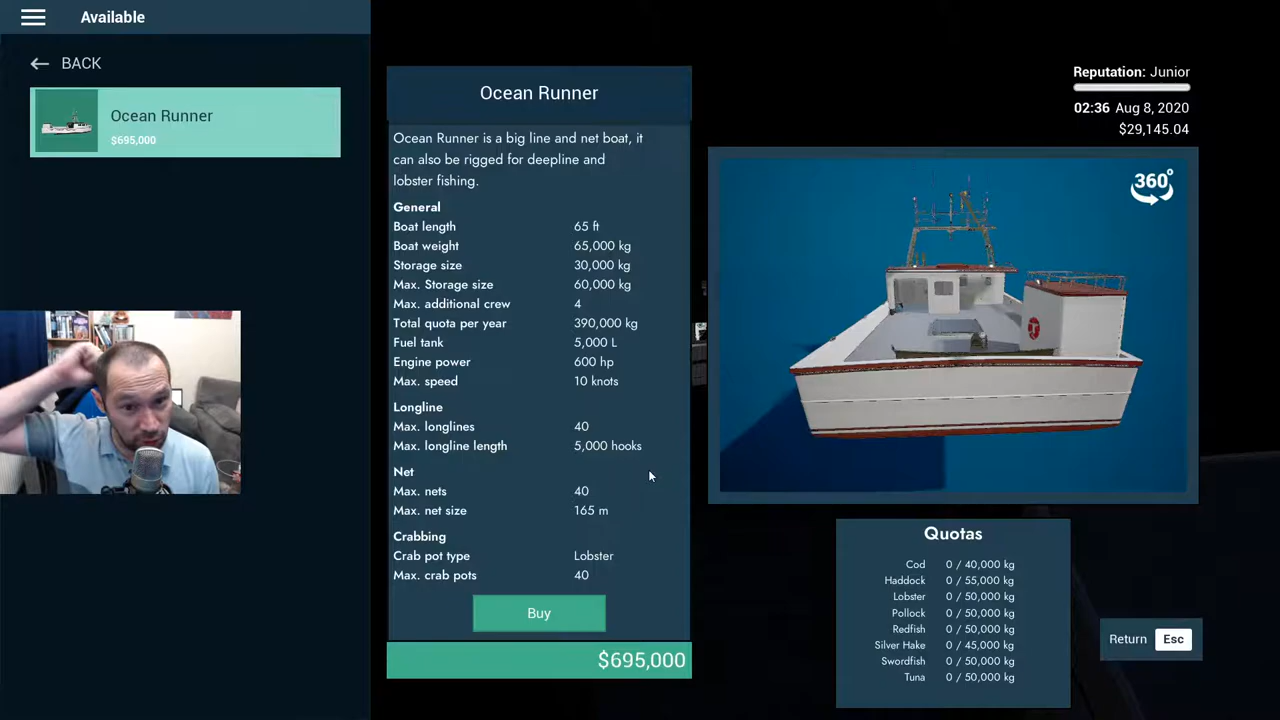 Available
BACK
Ocean Runner
$695,000
Ocean Runner
Ocean Runner is a big line and net boat, it
can also be rigged for deepline and
lobster fishing.
General
Boat length 65 ft
Boat weight 65,000 kg
Storage size 30,000 kg
Max. Storage size 60,000 kg
Max. additional crew 4
Total quota per year 390,000 kg
Fuel tank 5,000 L
Engine power 600 hp
Max. speed 10 knots
Longline
Max. longlines 40
Max. longline length 5,000 hooks
Net
Max. nets 40
Max. net size 165 m
Crabbing
Crab pot type Lobster
Max. crab pots 40
Buy
$695,000
Reputation: Junior
02:36 Aug 8, 2020
$29,145.04
360°
Quotas
Cod 0 / 40,000 kg
Haddock 0 / 55,000 kg
Lobster 0 / 50,000 kg
Pollock 0 / 50,000 kg
Redfish 0 / 50,000 kg
Silver Hake 0 / 45,000 kg
Swordfish 0 / 50,000 kg
Tuna 0 / 50,000 kg
Return Esc